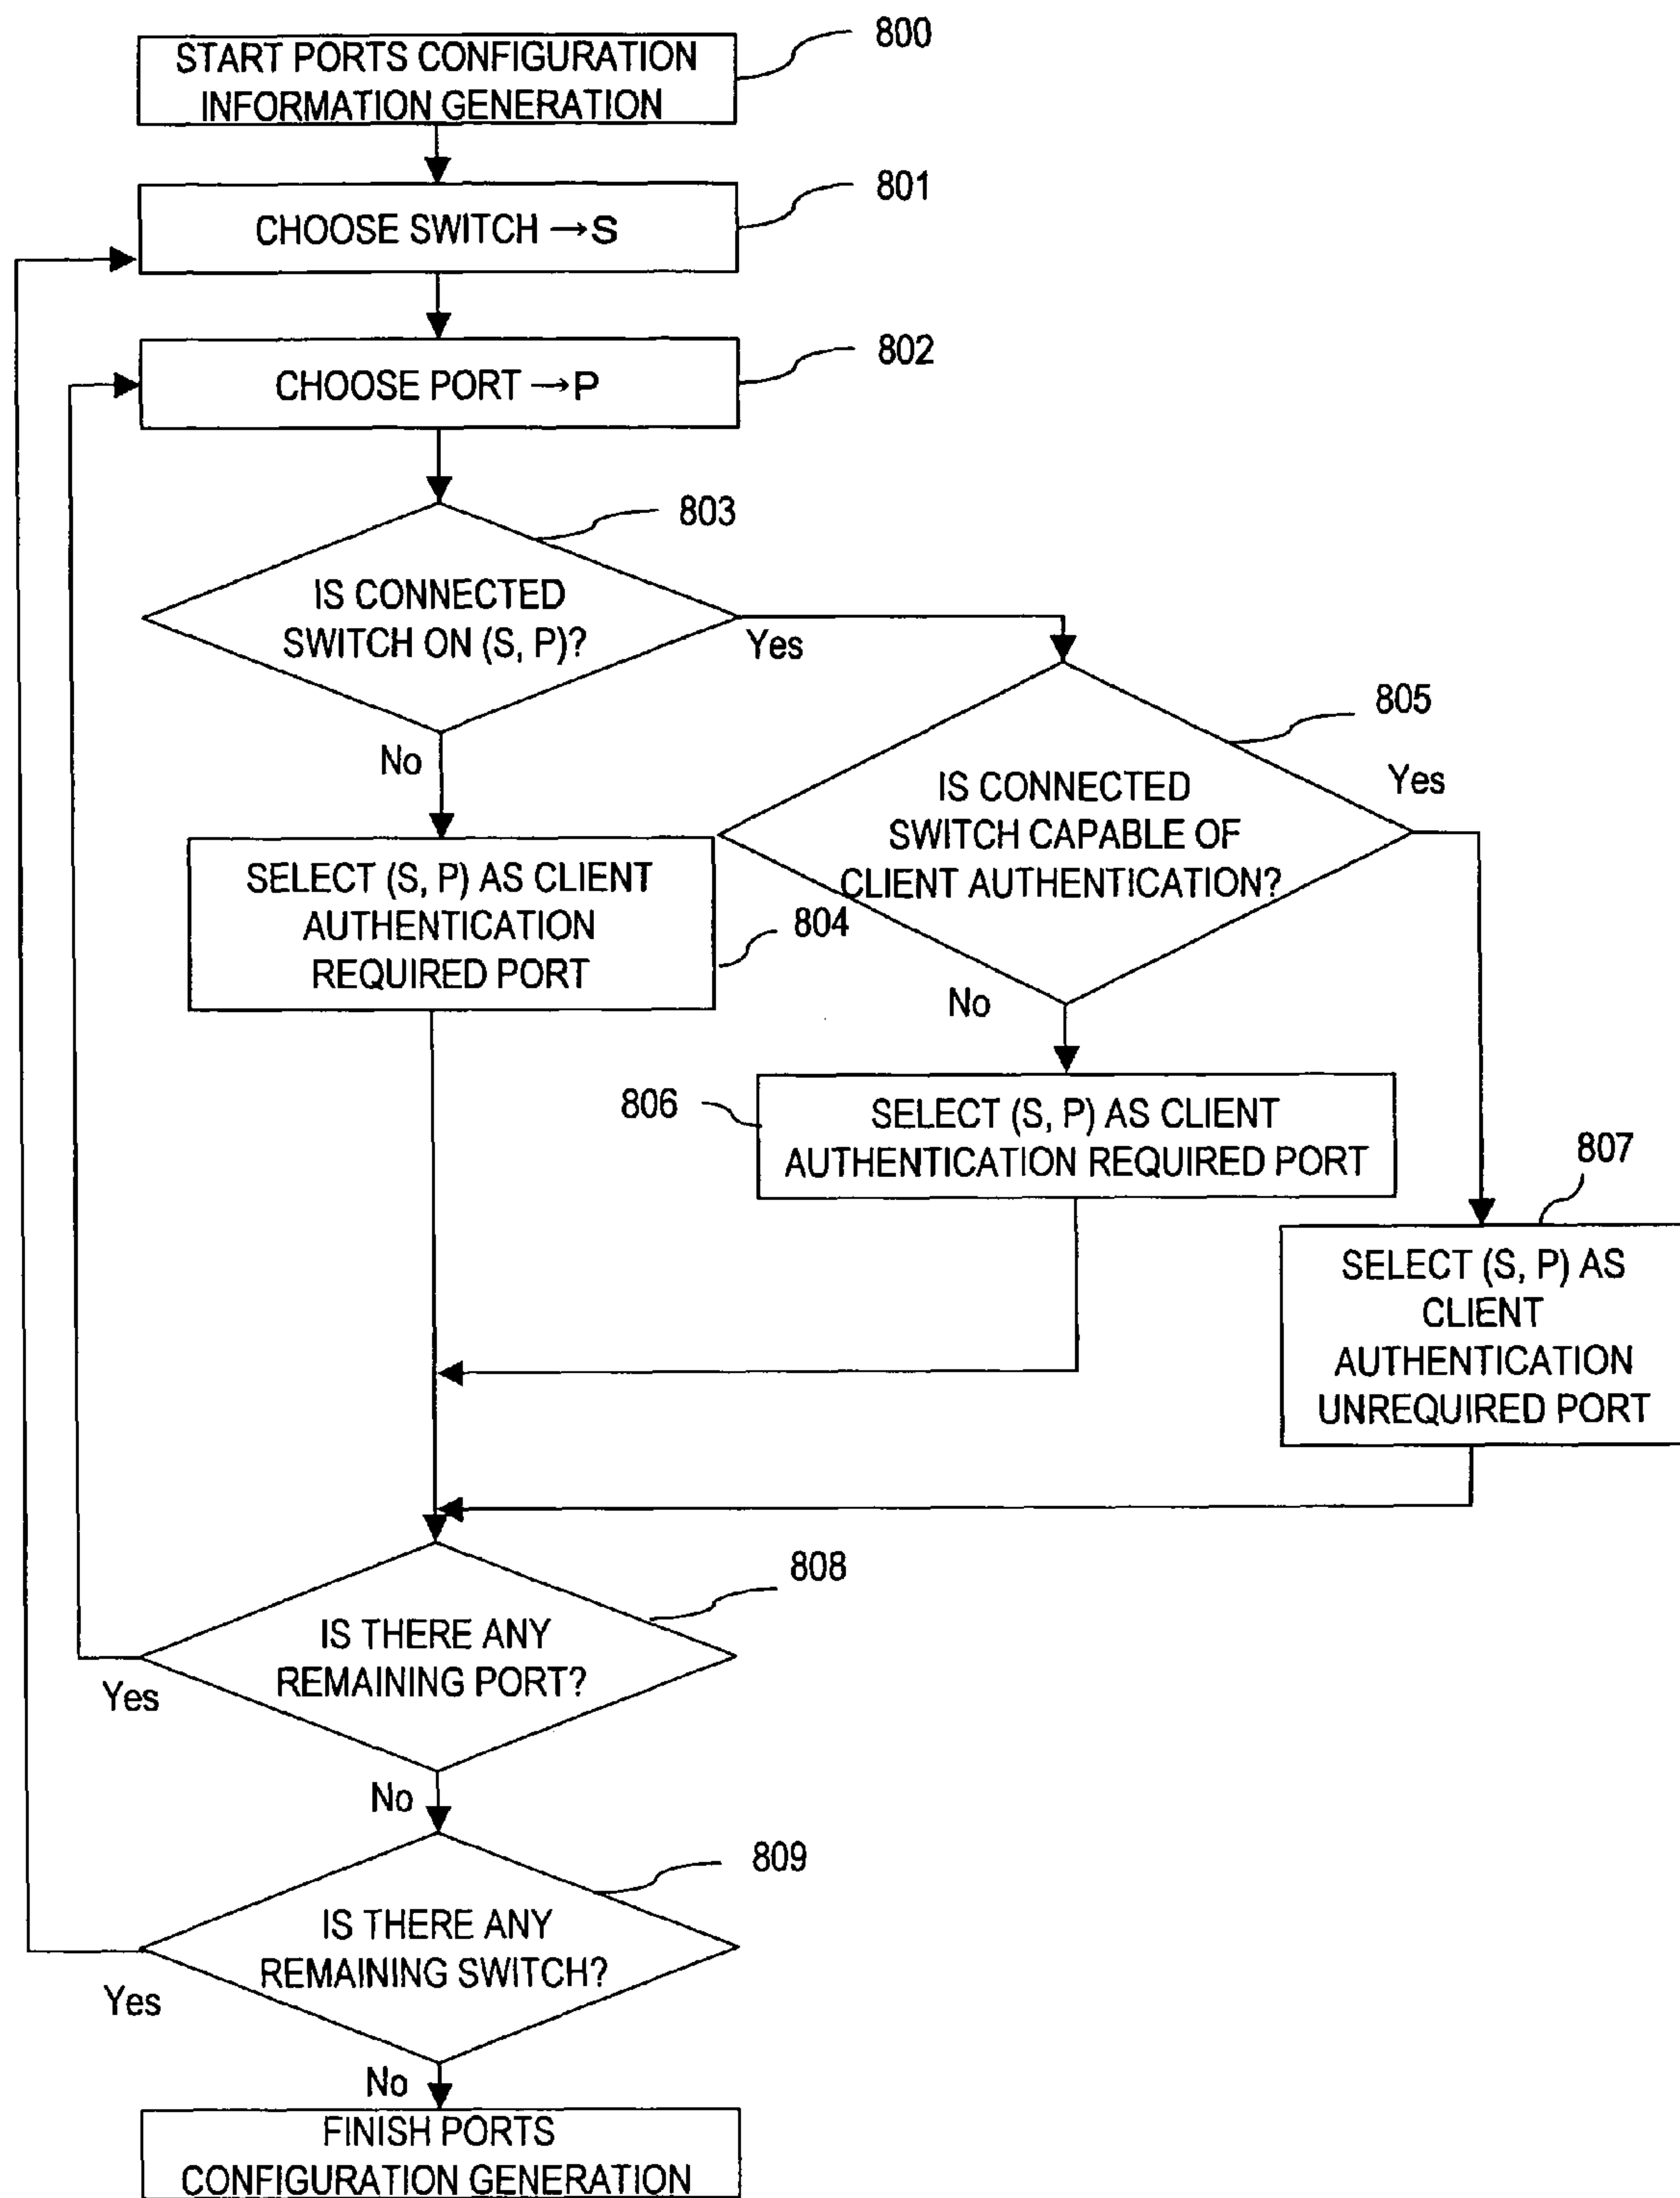 START PORTS CONFIGURATION
INFORMATION GENERATION
800
CHOOSE SWITCH →S
801
CHOOSE PORT →P
802
803
IS CONNECTED
SWITCH ON (S, P)?
Yes
No
805
IS CONNECTED
SWITCH CAPABLE OF
CLIENT AUTHENTICATION?
Yes
No
SELECT (S, P) AS CLIENT
AUTHENTICATION
REQUIRED PORT
804
806
SELECT (S, P) AS CLIENT
AUTHENTICATION REQUIRED PORT
807
SELECT (S, P) AS
CLIENT
AUTHENTICATION
UNREQUIRED PORT
808
IS THERE ANY
REMAINING PORT?
Yes
No
809
IS THERE ANY
REMAINING SWITCH?
Yes
No
FINISH PORTS
CONFIGURATION GENERATION